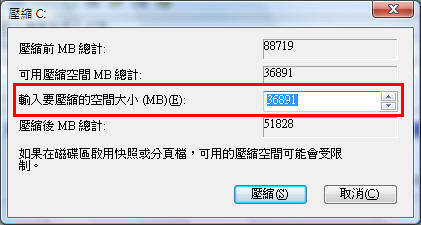 壓縮 C:
壓縮前 MB 總計: 88719
可用壓縮空間 MB 總計: 36891
輸入要壓縮的空間大小 (MB)(E): 36891
壓縮後 MB 總計: 51828
如果在磁碟區啟用快照或分頁檔，可用的壓縮空間可能會受限
制。
壓縮(S) 取消(C)